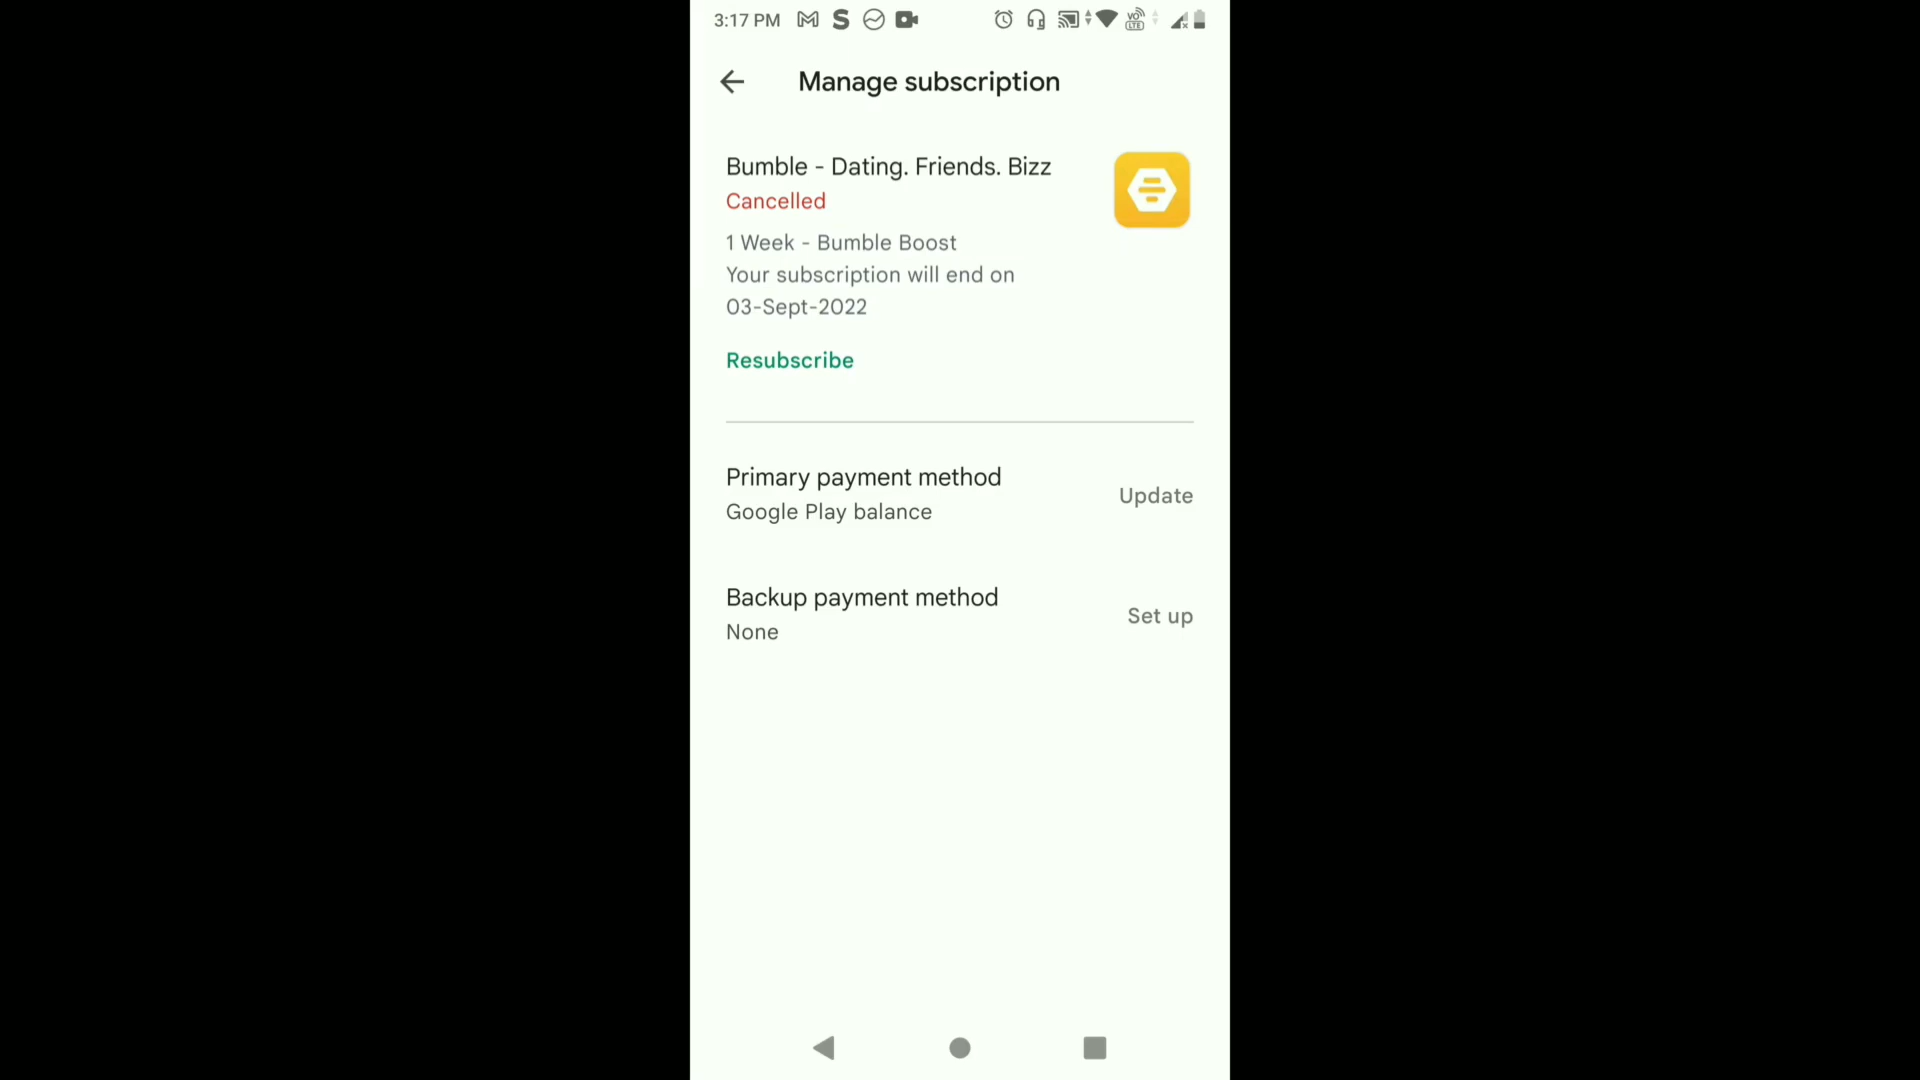 3:17 PM
Manage subscription
Bumble - Dating. Friends. Bizz
Cancelled
1 Week - Bumble Boost
Your subscription will end on
03-Sept-2022
Resubscribe
Primary payment method
Update
Google Play balance
Backup payment method
Set up
None